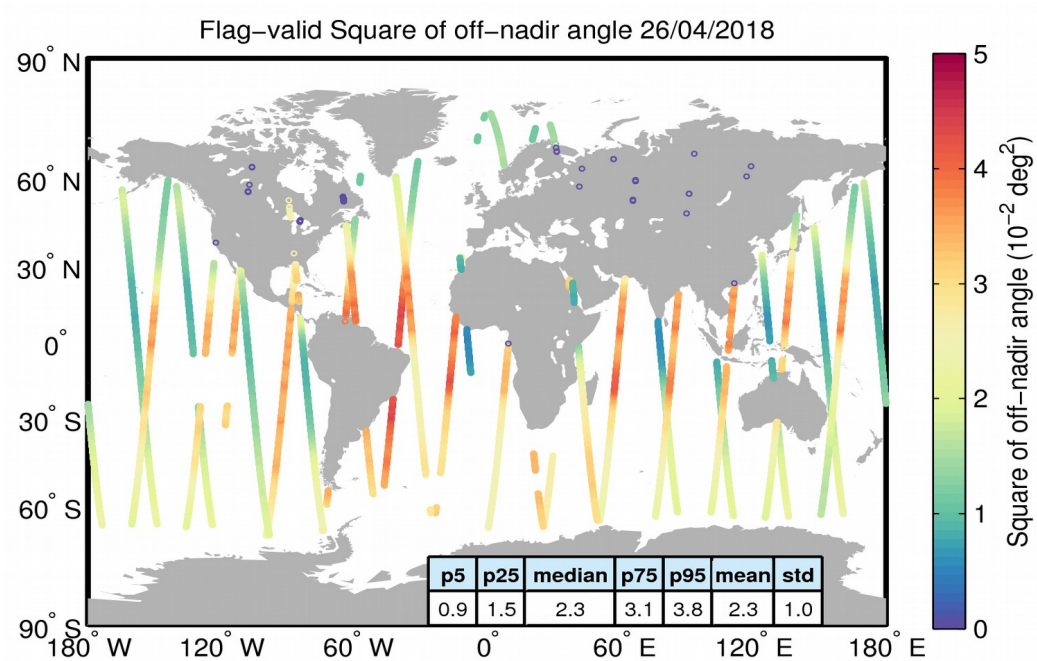 Flag−valid Square of off−nadir angle 26/04/2018
90° N
60° N
30° N
0°
30° S
60° S
90° S
180° W
120° W
60° W
0°
60° E
120° E
180° E
p5 p25 median p75 p95 mean std
0.9 1.5 2.3 3.1 3.8 2.3 1.0
5
4
3
2
1
0
Square of off−nadir angle (10⁻² deg²)